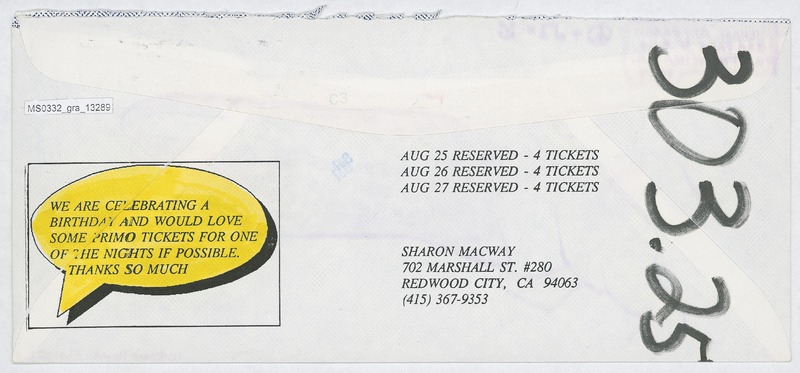 MS0332_gra_13289
C3
WE ARE CELEBRATING A
BIRTHDAY AND WOULD LOVE
SOME PRIMO TICKETS FOR ONE
OF THE NIGHTS IF POSSIBLE.
THANKS SO MUCH
AUG 25 RESERVED - 4 TICKETS
AUG 26 RESERVED - 4 TICKETS
AUG 27 RESERVED - 4 TICKETS
SHARON MACWAY
702 MARSHALL ST. #280
REDWOOD CITY, CA 94063
(415) 367-9353
303.25